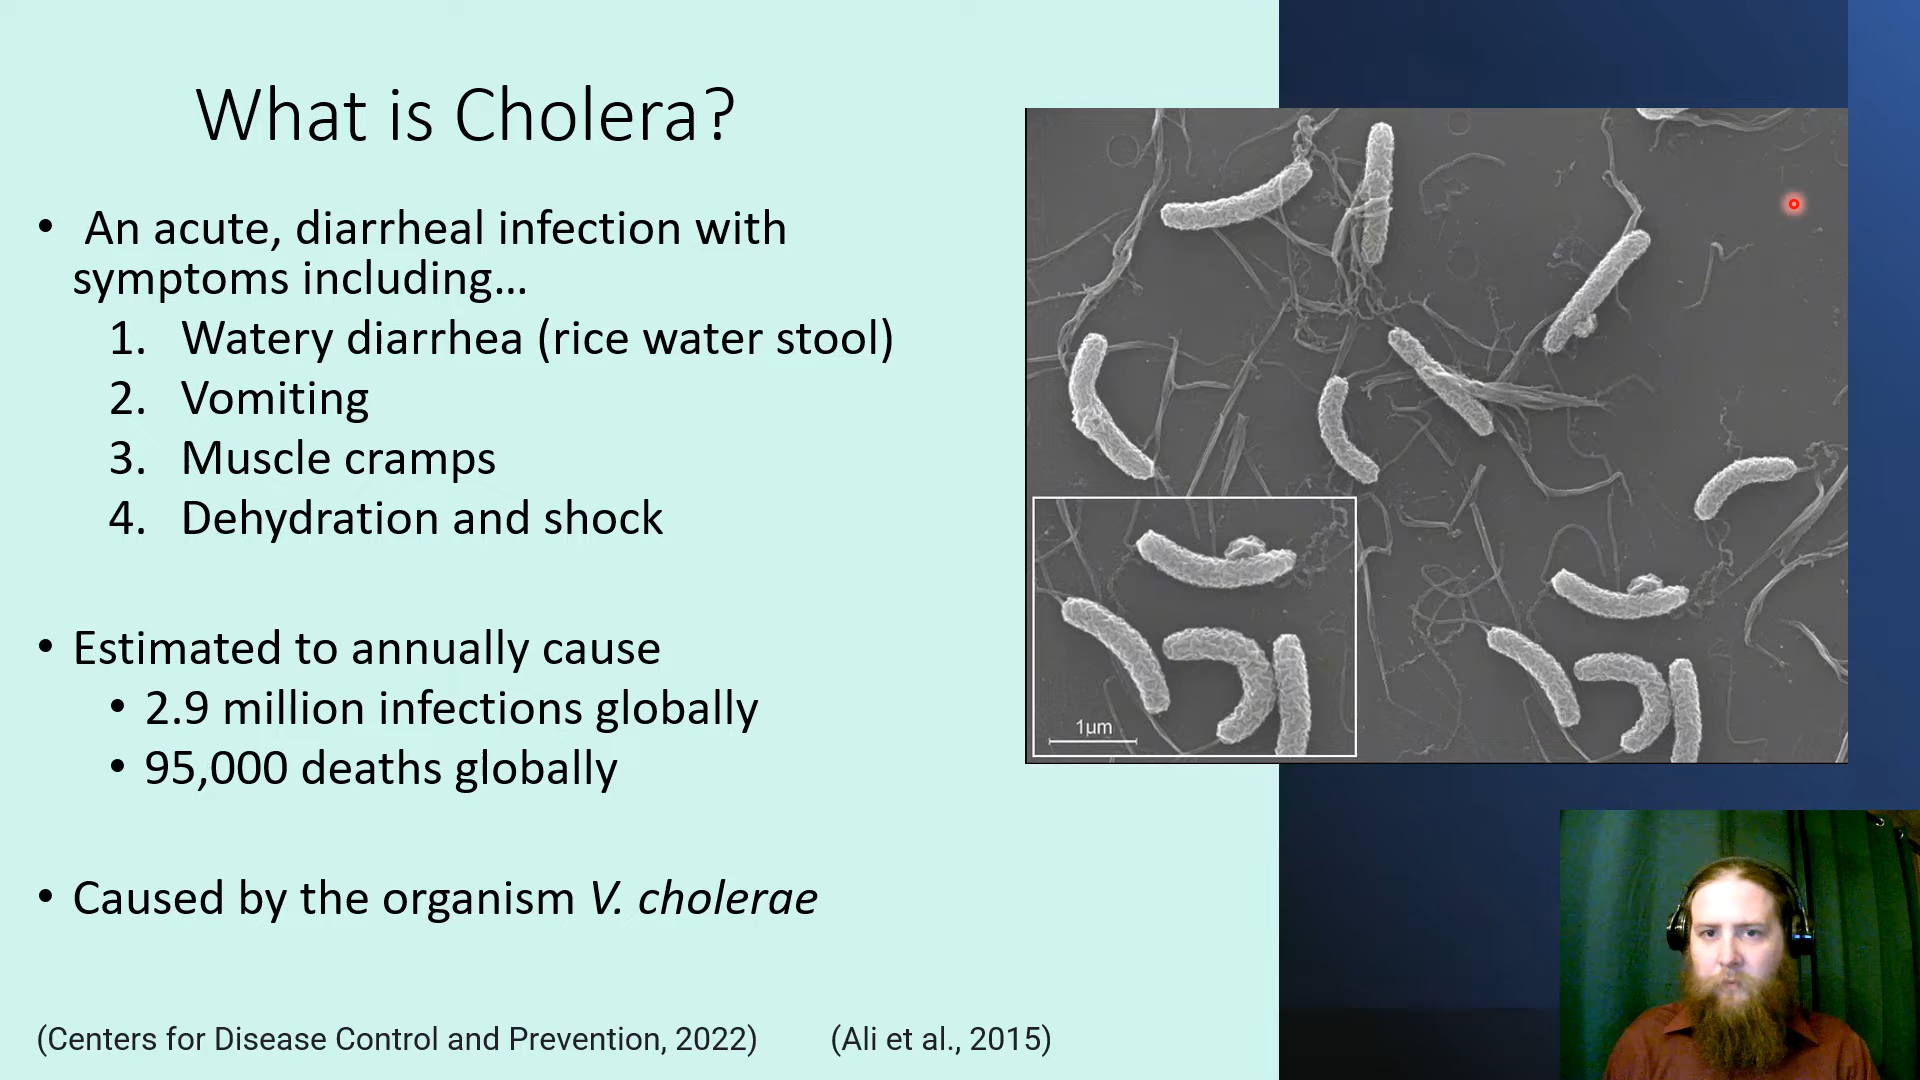 What is Cholera?
• An acute, diarrheal infection with
symptoms including...
1. Watery diarrhea (rice water stool)
2. Vomiting
3. Muscle cramps
4. Dehydration and shock
• Estimated to annually cause
• 2.9 million infections globally
• 95,000 deaths globally
• Caused by the organism V. cholerae
(Centers for Disease Control and Prevention, 2022) (Ali et al., 2015)
1µm